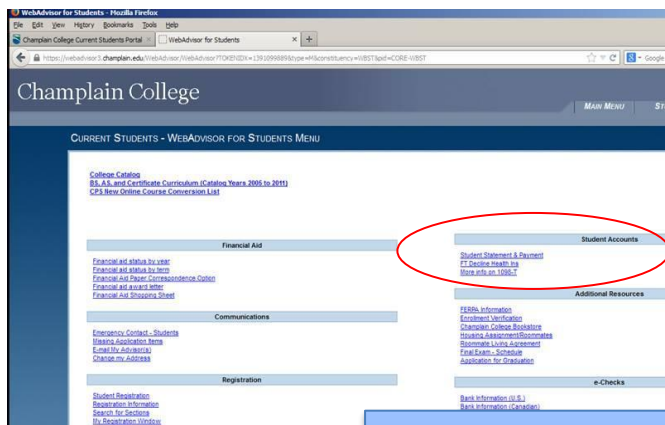 WebAdvisor for Students - Mozilla Firefox
File Edit View History Bookmarks Tools Help
Champlain College Current Students Portal × WebAdvisor for Students × +
Google
Champlain College
MAIN MENU
CURRENT STUDENTS - WEBADVISOR FOR STUDENTS MENU
College Catalog
BS, AS, and Certificate Curriculum (Catalog Years 2005 to 2011)
CPS New Online Course Conversion List
Financial Aid
Financial aid status by year
Financial aid status by term
Financial Aid Paper Correspondence Option
Financial aid award letter
Financial Aid Shopping Sheet
Communications
Emergency Contact - Students
Missing Application Items
E-mail My Advisor(s)
Change my Address
Registration
Student Registration
Registration Information
Search for Sections
My Registration Window
Student Accounts
Student Statement & Payment
FT Decline Health Ins
More info on 1098-T
Additional Resources
FERPA Information
Enrollment Verification
Champlain College Bookstore
Housing Assignment/Roommates
Roommate Living Agreement
Final Exam - Schedule
Application for Graduation
e-Checks
Bank Information (U.S.)
Bank Information (Canadian)